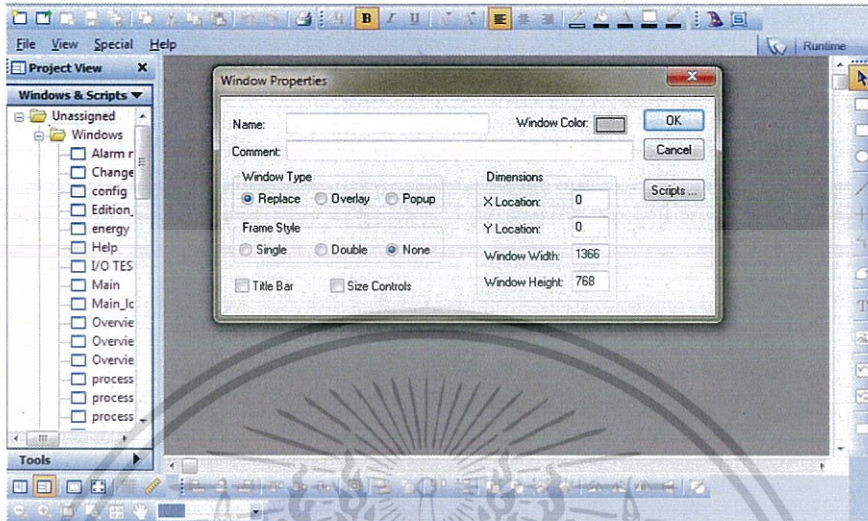 File View Special Help
Runtime
Project View
Windows & Scripts
Unassigned
Windows
Alarm r
Change
config
Edition_
energy
Help
I/O TES
Main
Main_lc
Overvie
Overvie
Overvie
process
process
process
Tools
Window Properties
Name:
Window Color:
OK
Comment:
Cancel
Window Type
Replace Overlay Popup
Frame Style
Single Double None
Title Bar Size Controls
Dimensions
X Location: 0
Y Location: 0
Window Width: 1366
Window Height: 768
Scripts ...